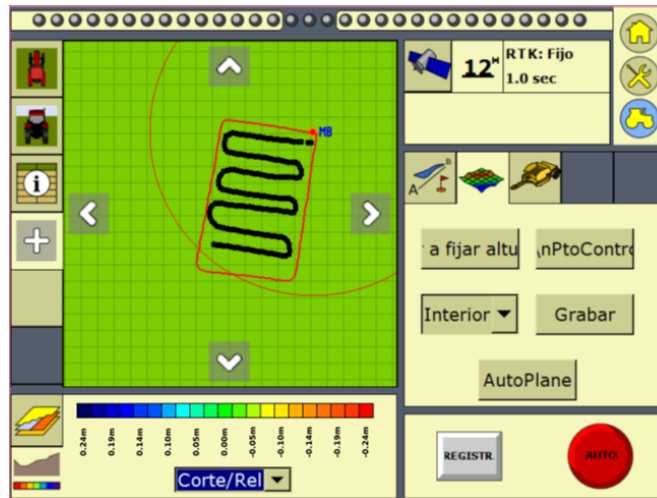 RTK: Fijo
12H
1.0 sec
MB
A B
r a fijar altu
nPtoContro
Interior
Grabar
AutoPlane
0.24m
0.19m
0.14m
0.10m
0.05m
0.00m
-0.05m
-0.10m
-0.14m
-0.19m
-0.24m
Corte/Rel
REGISTR
AUTO